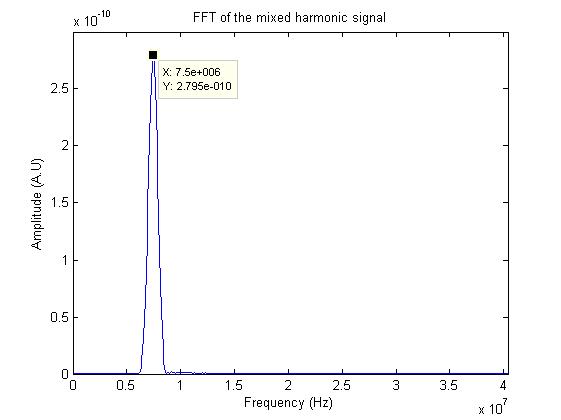 FFT of the mixed harmonic signal
x 10-10
X: 7.5e+006
Y: 2.795e-010
2.5
2
1.5
1
0.5
0
Amplitude (A.U)
0 0.5 1 1.5 2 2.5 3 3.5 4
Frequency (Hz)
x 10^7